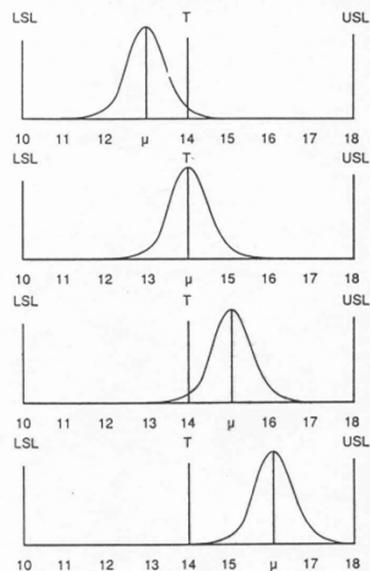 LSL T USL
10 11 12 μ 14 15 16 17 18
LSL T USL
10 11 12 13 μ 15 16 17 18
LSL T USL
10 11 12 13 14 μ 16 17 18
LSL T USL
10 11 12 13 14 15 μ 17 18